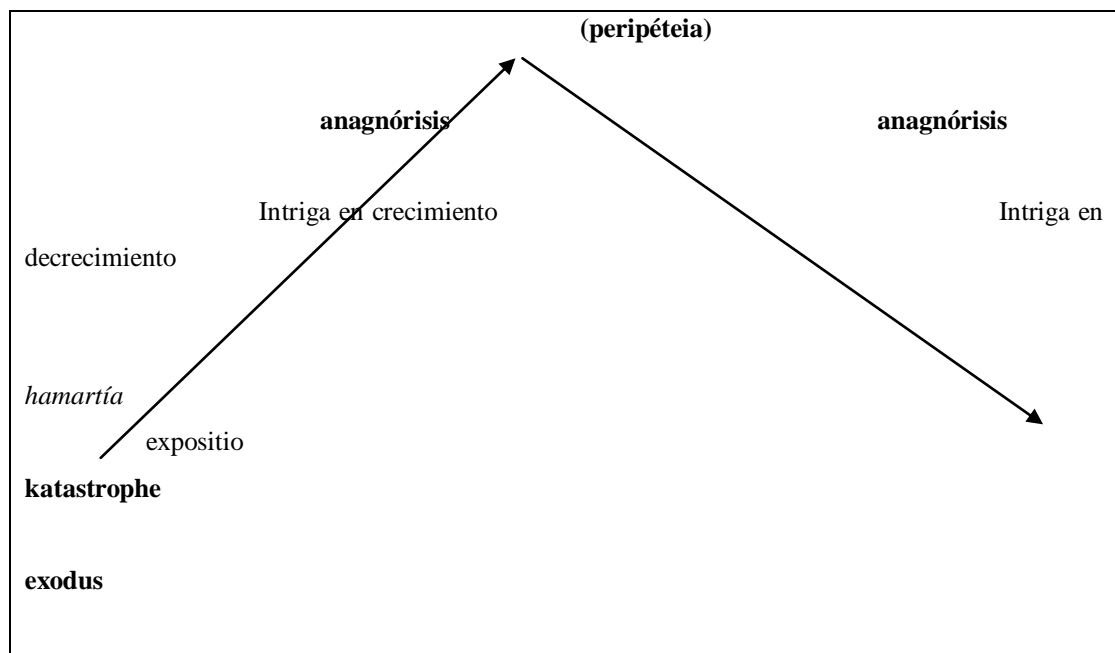 (peripéteia)
anagnórisis anagnórisis
Intriga en crecimiento Intriga en
decrecimiento
hamartía
expositio
katastrophe
exodus